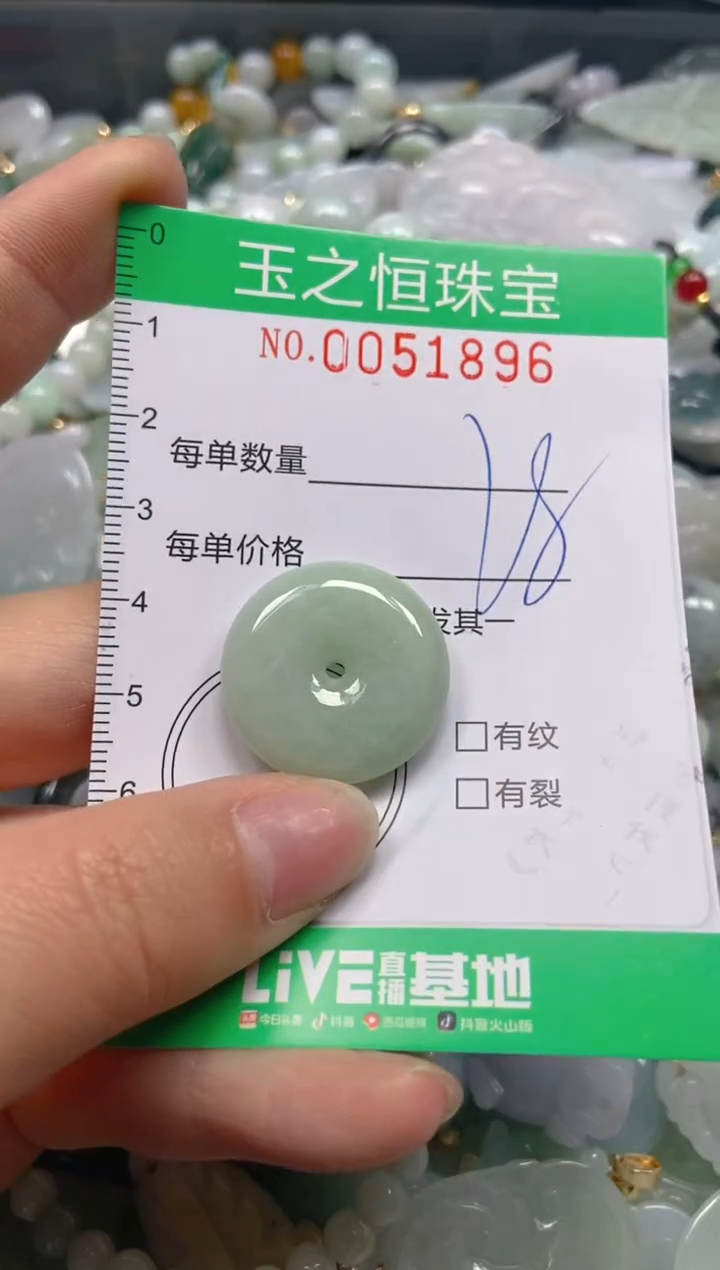 0
玉之恒珠宝
NO.0051896
1
2
每单数量
18
3
每单价格
4
发其一
5
□有纹
6
□有裂
LiVE直播基地
今日头条 抖音 西瓜视频 抖音火山版